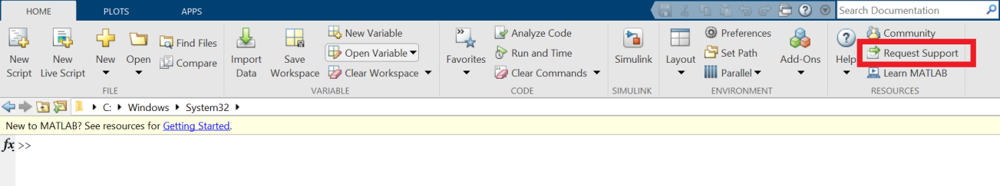 HOME PLOTS APPS Search Documentation
New Script
New Live Script
New
Open
Find Files
Compare
FILE
Import Data
Save Workspace
New Variable
Open Variable
Clear Workspace
VARIABLE
Favorites
Analyze Code
Run and Time
Clear Commands
CODE
Simulink
SIMULINK
Layout
Preferences
Set Path
Parallel
Add-Ons
ENVIRONMENT
Help
Community
Request Support
Learn MATLAB
RESOURCES
C: Windows System32
New to MATLAB? See resources for Getting Started.
fx >>